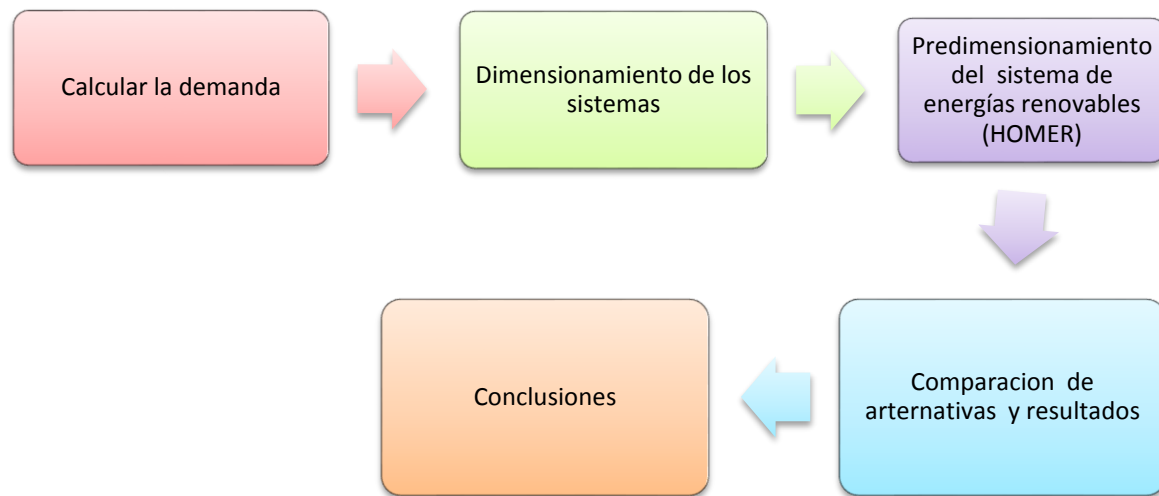 Calcular la demanda
Dimensionamiento de los
sistemas
Predimensionamiento
del sistema de
energías renovables
(HOMER)
Comparacion de
arternativas y resultados
Conclusiones